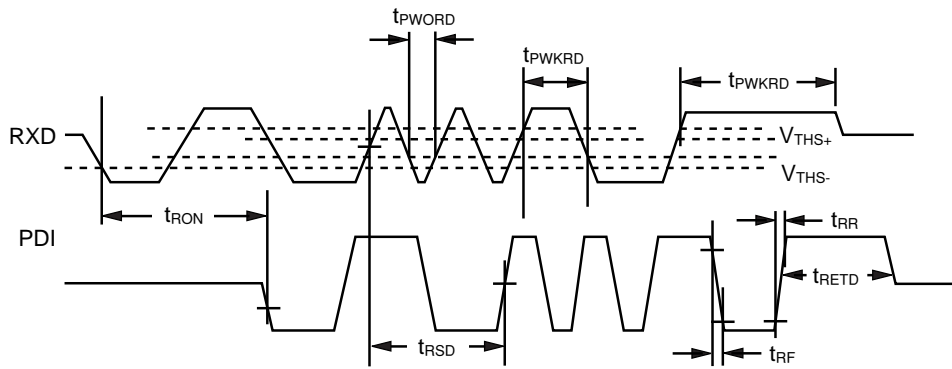 tPWORD
tPWKRD
tPWKRD
RXD
VTHS+
VTHS-
tRON
PDI
tRR
tRETD
tRSD
tRF